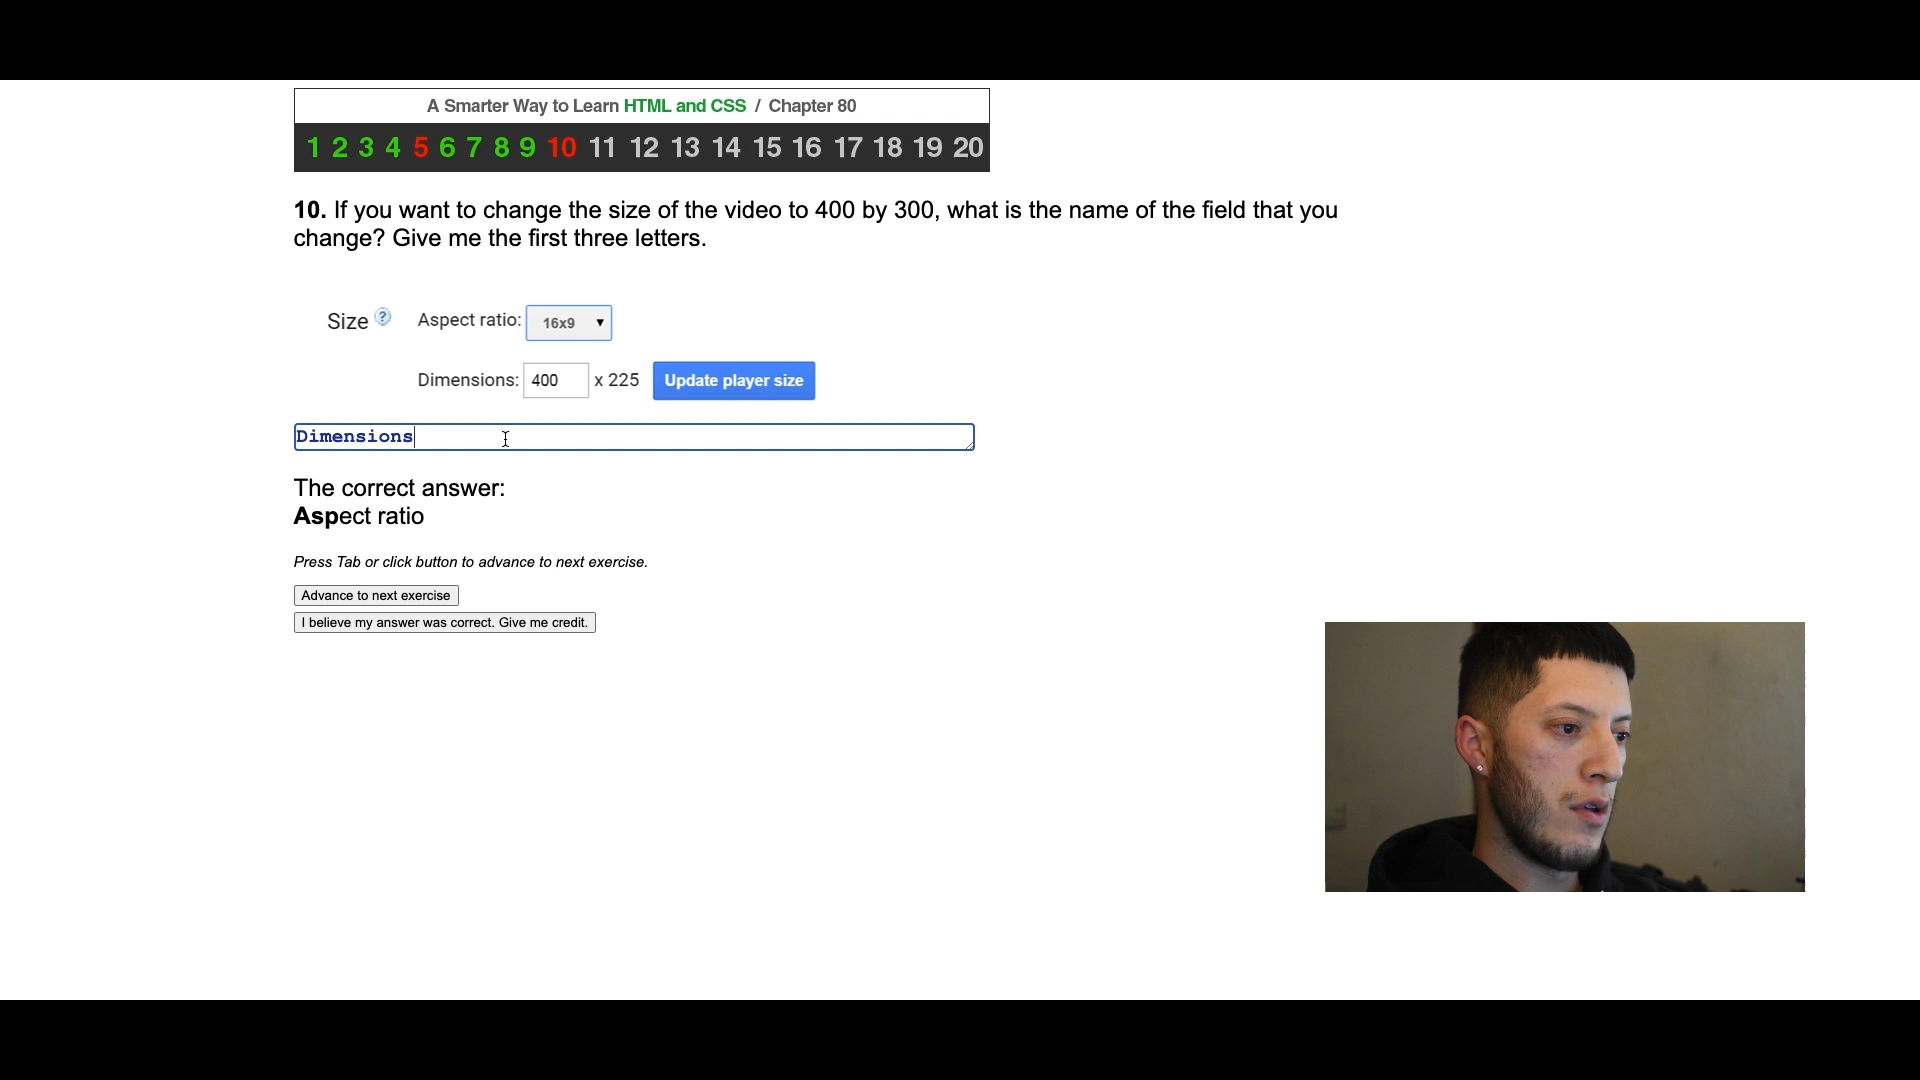 A Smarter Way to Learn HTML and CSS / Chapter 80
1 2 3 4 5 6 7 8 9 10 11 12 13 14 15 16 17 18 19 20
10. If you want to change the size of the video to 400 by 300, what is the name of the field that you
change? Give me the first three letters.
Size ? Aspect ratio: 16x9
Dimensions: 400 x 225 Update player size
Dimensions
The correct answer:
Aspect ratio
Press Tab or click button to advance to next exercise.
Advance to next exercise
I believe my answer was correct. Give me credit.